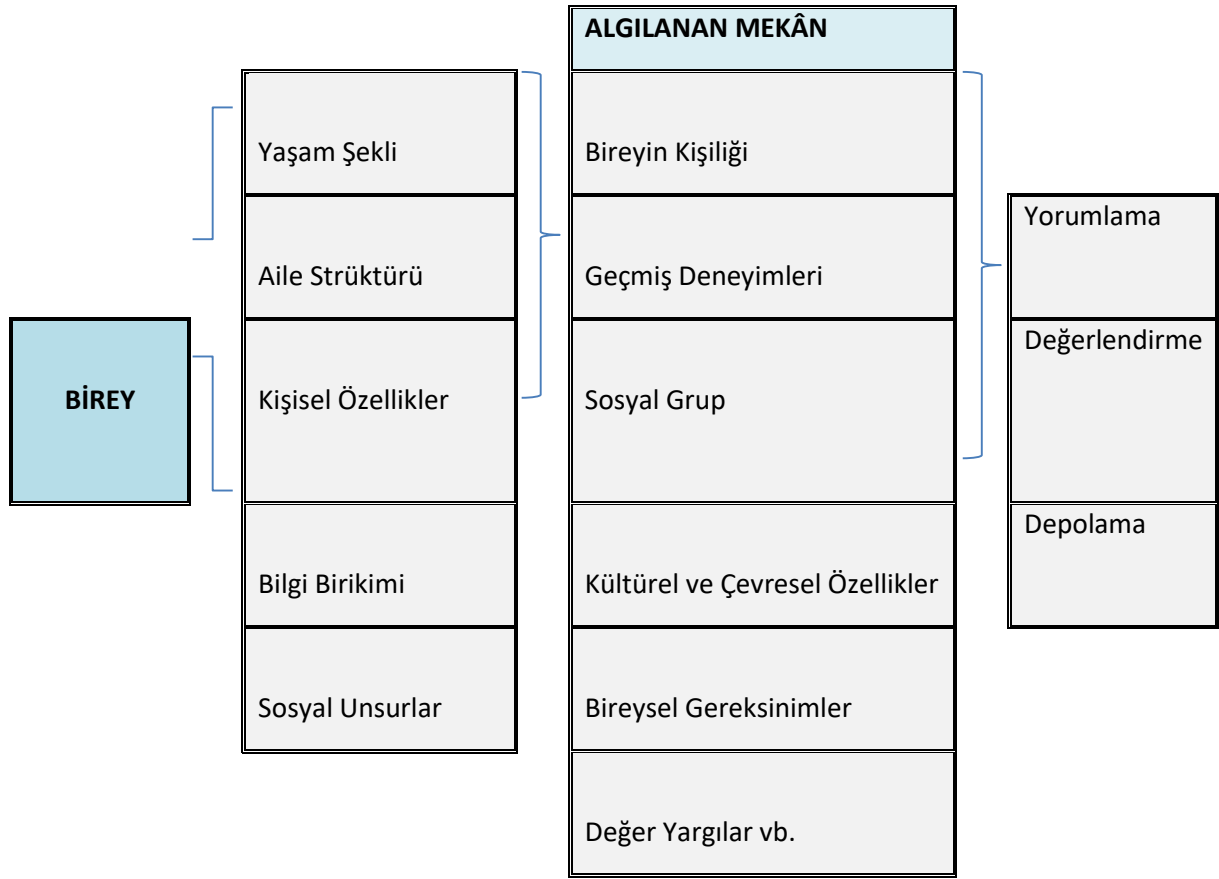 ALGILANAN MEKÂN
BİREY
Yaşam Şekli
Aile Strüktürü
Kişisel Özellikler
Bilgi Birikimi
Sosyal Unsurlar
Bireyin Kişiliği
Geçmiş Deneyimleri
Sosyal Grup
Kültürel ve Çevresel Özellikler
Bireysel Gereksinimler
Değer Yargılar vb.
Yorumlama
Değerlendirme
Depolama